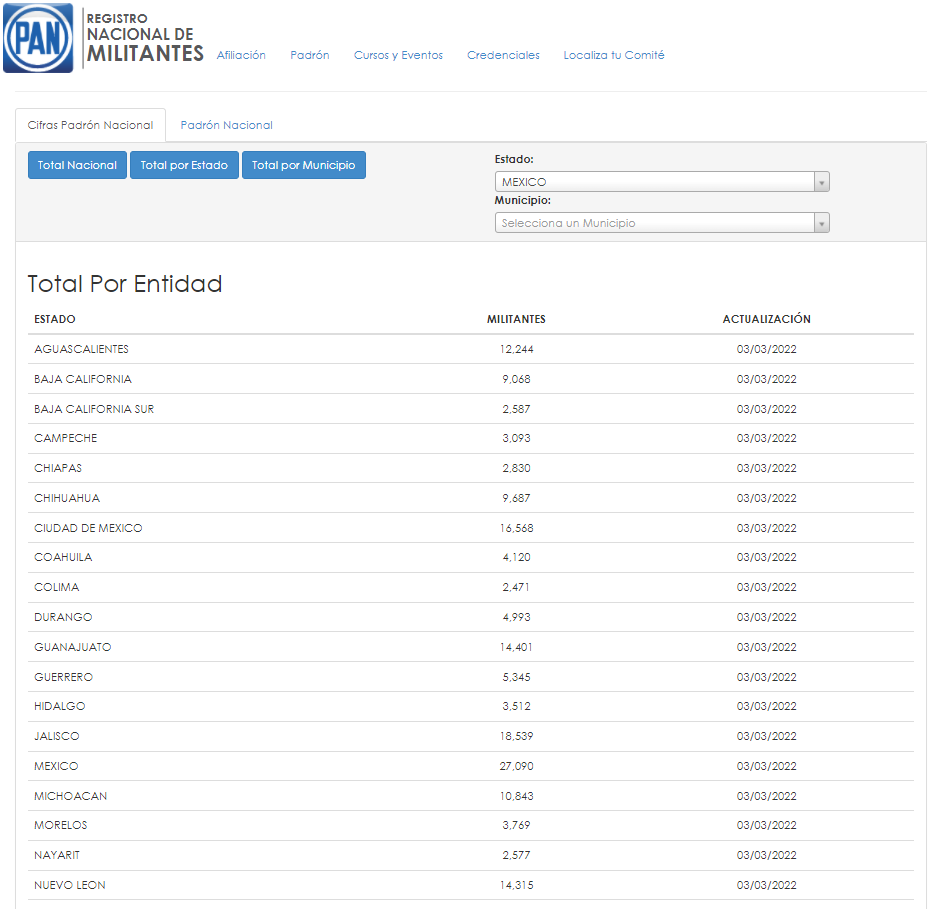 PAN
REGISTRO
NACIONAL DE
MILITANTES
Afiliación Padrón Cursos y Eventos Credenciales Localiza tu Comité
Cifras Padrón Nacional Padrón Nacional
Total Nacional Total por Estado Total por Municipio
Estado:
MEXICO
Municipio:
Selecciona un Municipio
Total Por Entidad
ESTADO MILITANTES ACTUALIZACIÓN
AGUASCALIENTES 12,244 03/03/2022
BAJA CALIFORNIA 9,068 03/03/2022
BAJA CALIFORNIA SUR 2,587 03/03/2022
CAMPECHE 3,093 03/03/2022
CHIAPAS 2,830 03/03/2022
CHIHUAHUA 9,687 03/03/2022
CIUDAD DE MEXICO 16,568 03/03/2022
COAHUILA 4,120 03/03/2022
COLIMA 2,471 03/03/2022
DURANGO 4,993 03/03/2022
GUANAJUATO 14,401 03/03/2022
GUERRERO 5,345 03/03/2022
HIDALGO 3,512 03/03/2022
JALISCO 18,539 03/03/2022
MEXICO 27,090 03/03/2022
MICHOACAN 10,843 03/03/2022
MORELOS 3,769 03/03/2022
NAYARIT 2,577 03/03/2022
NUEVO LEON 14,315 03/03/2022